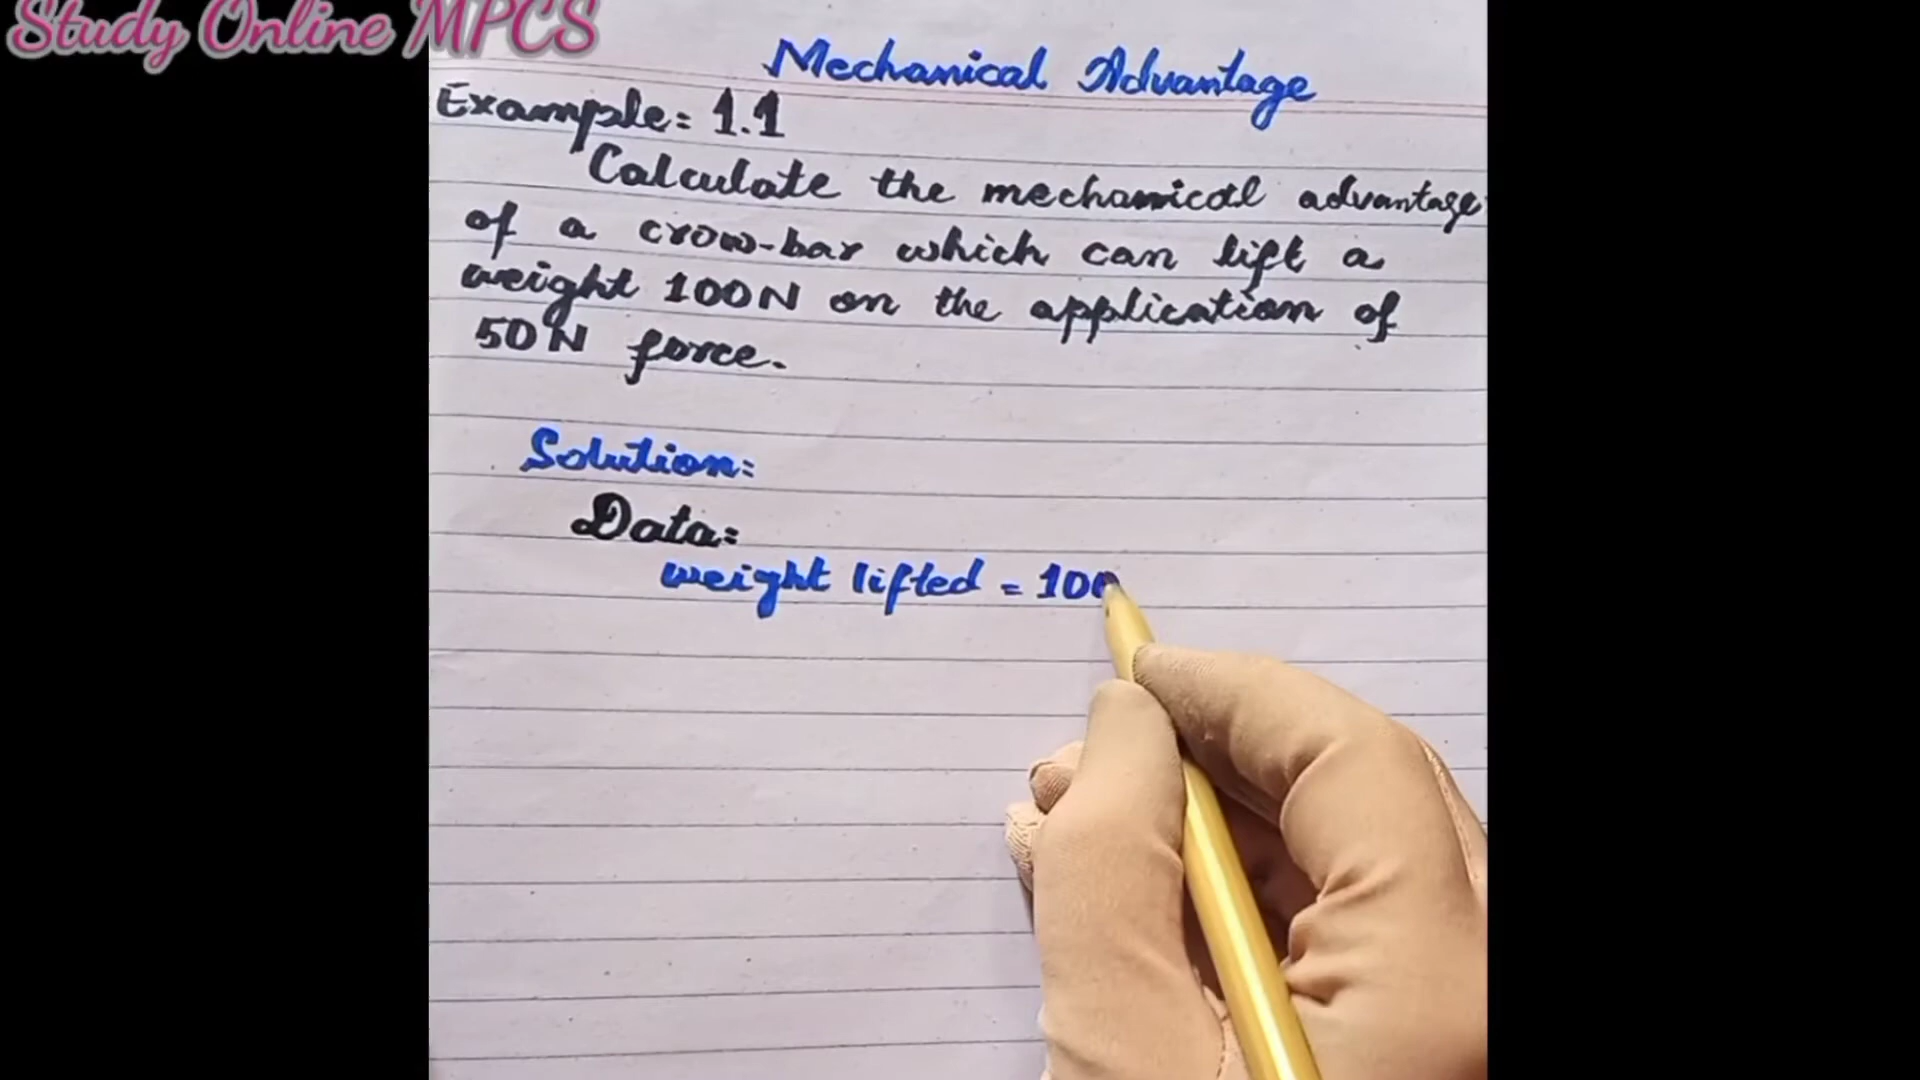 Study Online MPCS
Mechanical Advantage
Example: 1.1
Calculate the mechanical advantage
of a crow-bar which can lift a
weight 100N on the application of
50N force.
Solution:
Data:
weight lifted = 100